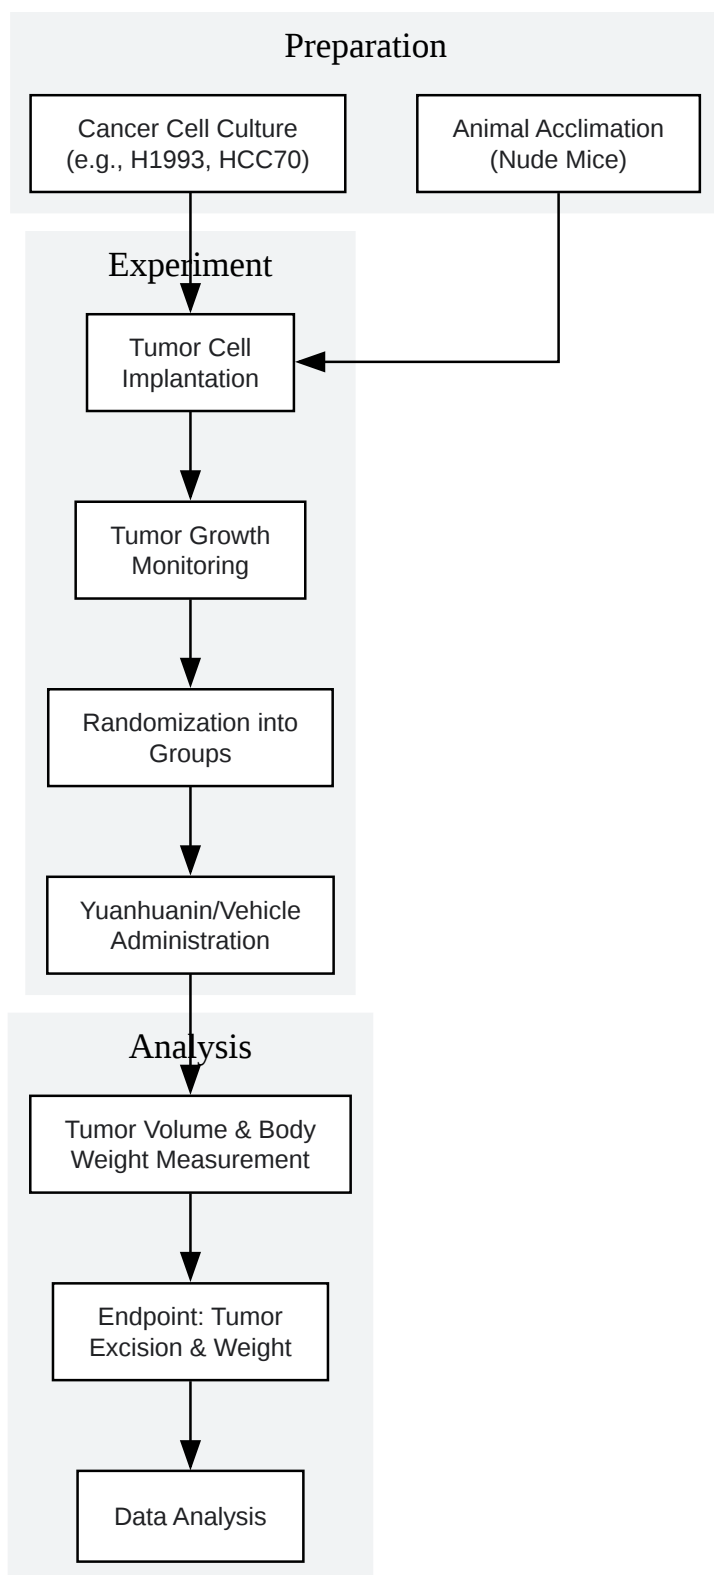 Preparation
Cancer Cell Culture
(e.g., H1993, HCC70)
Animal Acclimation
(Nude Mice)
Experiment
Tumor Cell
Implantation
Tumor Growth
Monitoring
Randomization into
Groups
Yuanhuanin/Vehicle
Administration
Analysis
Tumor Volume & Body
Weight Measurement
Endpoint: Tumor
Excision & Weight
Data Analysis